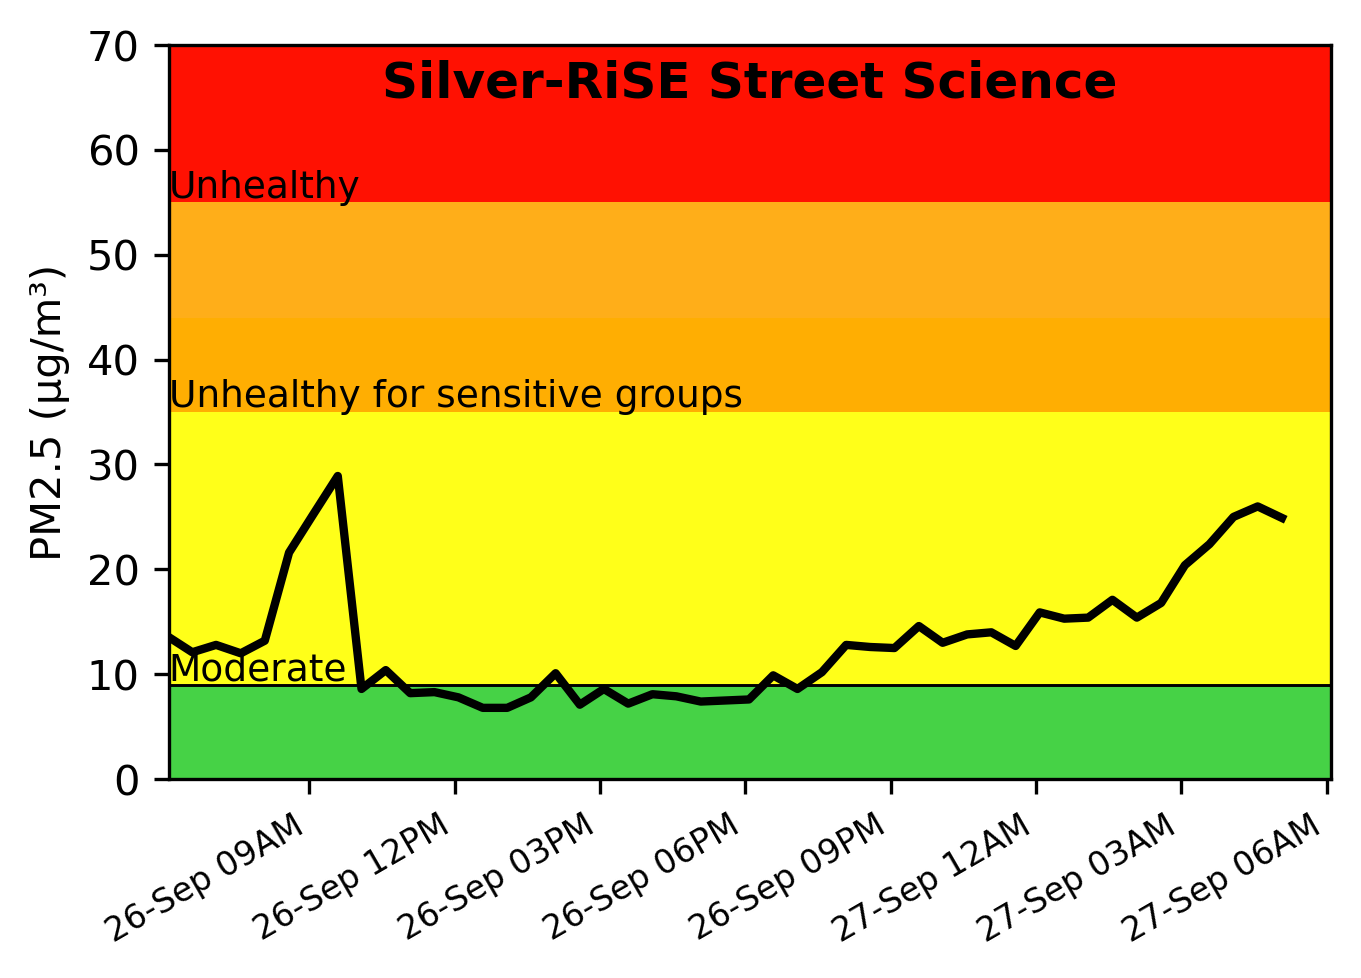 Silver-RiSE Street Science
PM2.5 (µg/m³)
70
60
50
40
30
20
10
0
Unhealthy
Unhealthy for sensitive groups
Moderate
26-Sep 09AM
26-Sep 12PM
26-Sep 03PM
26-Sep 06PM
26-Sep 09PM
27-Sep 12AM
27-Sep 03AM
27-Sep 06AM